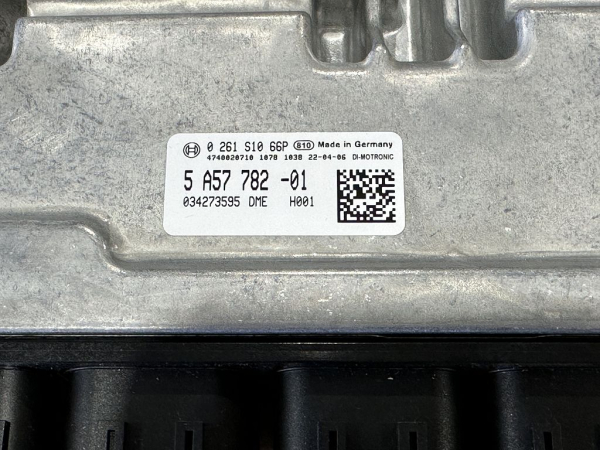 0 261 S10 66P 810 Made in Germany
4740020710 1078 1038 22-04-06 DI-MOTRONIC
5 A57 782 -01
034273595 DME H001